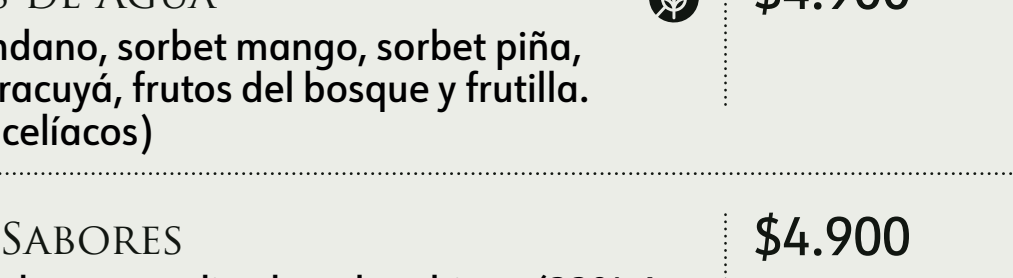 DE AGUA $4.900
ndano, sorbet mango, sorbet piña,
racuyá, frutos del bosque y frutilla.
celíacos)
SABORES $4.900